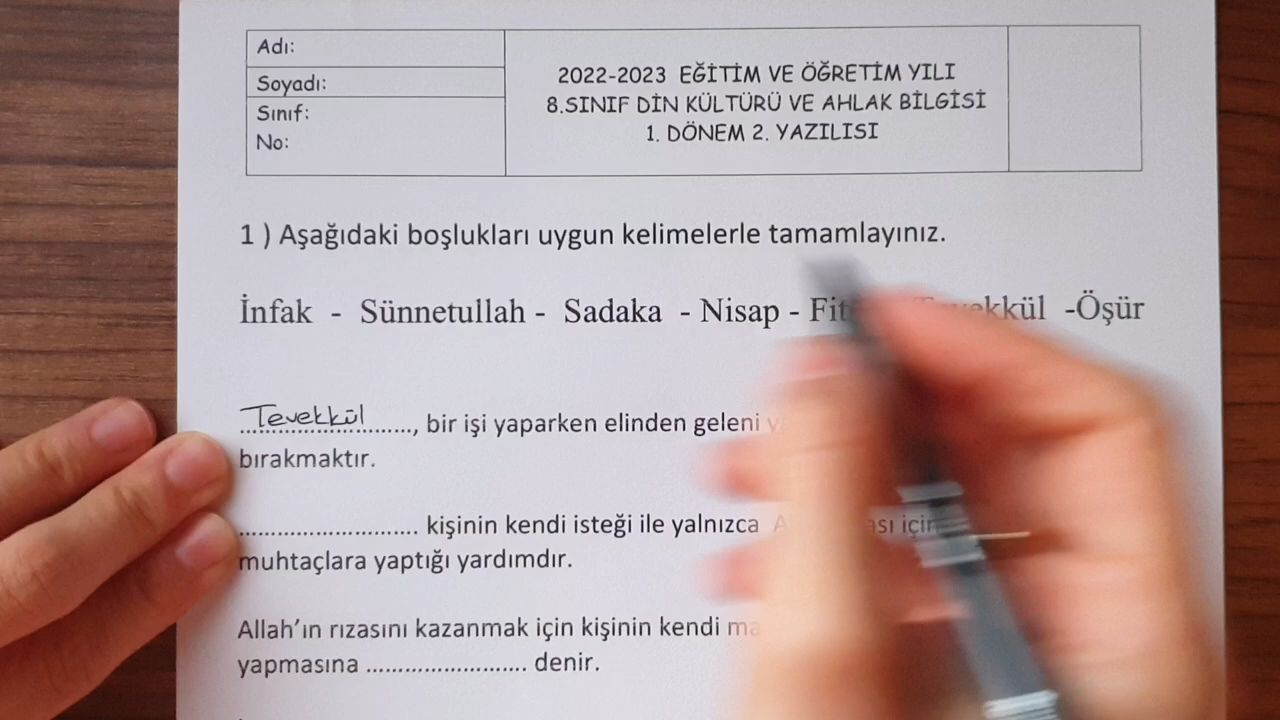 Adı:
Soyadı:
Sınıf:
No:
2022-2023 EĞİTİM VE ÖĞRETİM YILI
8.SINIF DİN KÜLTÜRÜ VE AHLAK BİLGİSİ
1. DÖNEM 2. YAZILISI
1 ) Aşağıdaki boşlukları uygun kelimelerle tamamlayınız.
İnfak - Sünnetullah - Sadaka - Nisap - Tevekkül -Öşür
Tevekkül, bir işi yaparken elinden geleni
bırakmaktır.
............................ kişinin kendi isteği ile yalnızca için
muhtaçlara yaptığı yardımdır.
Allah’ın rızasını kazanmak için kişinin kendi
yapmasına ......................... denir.